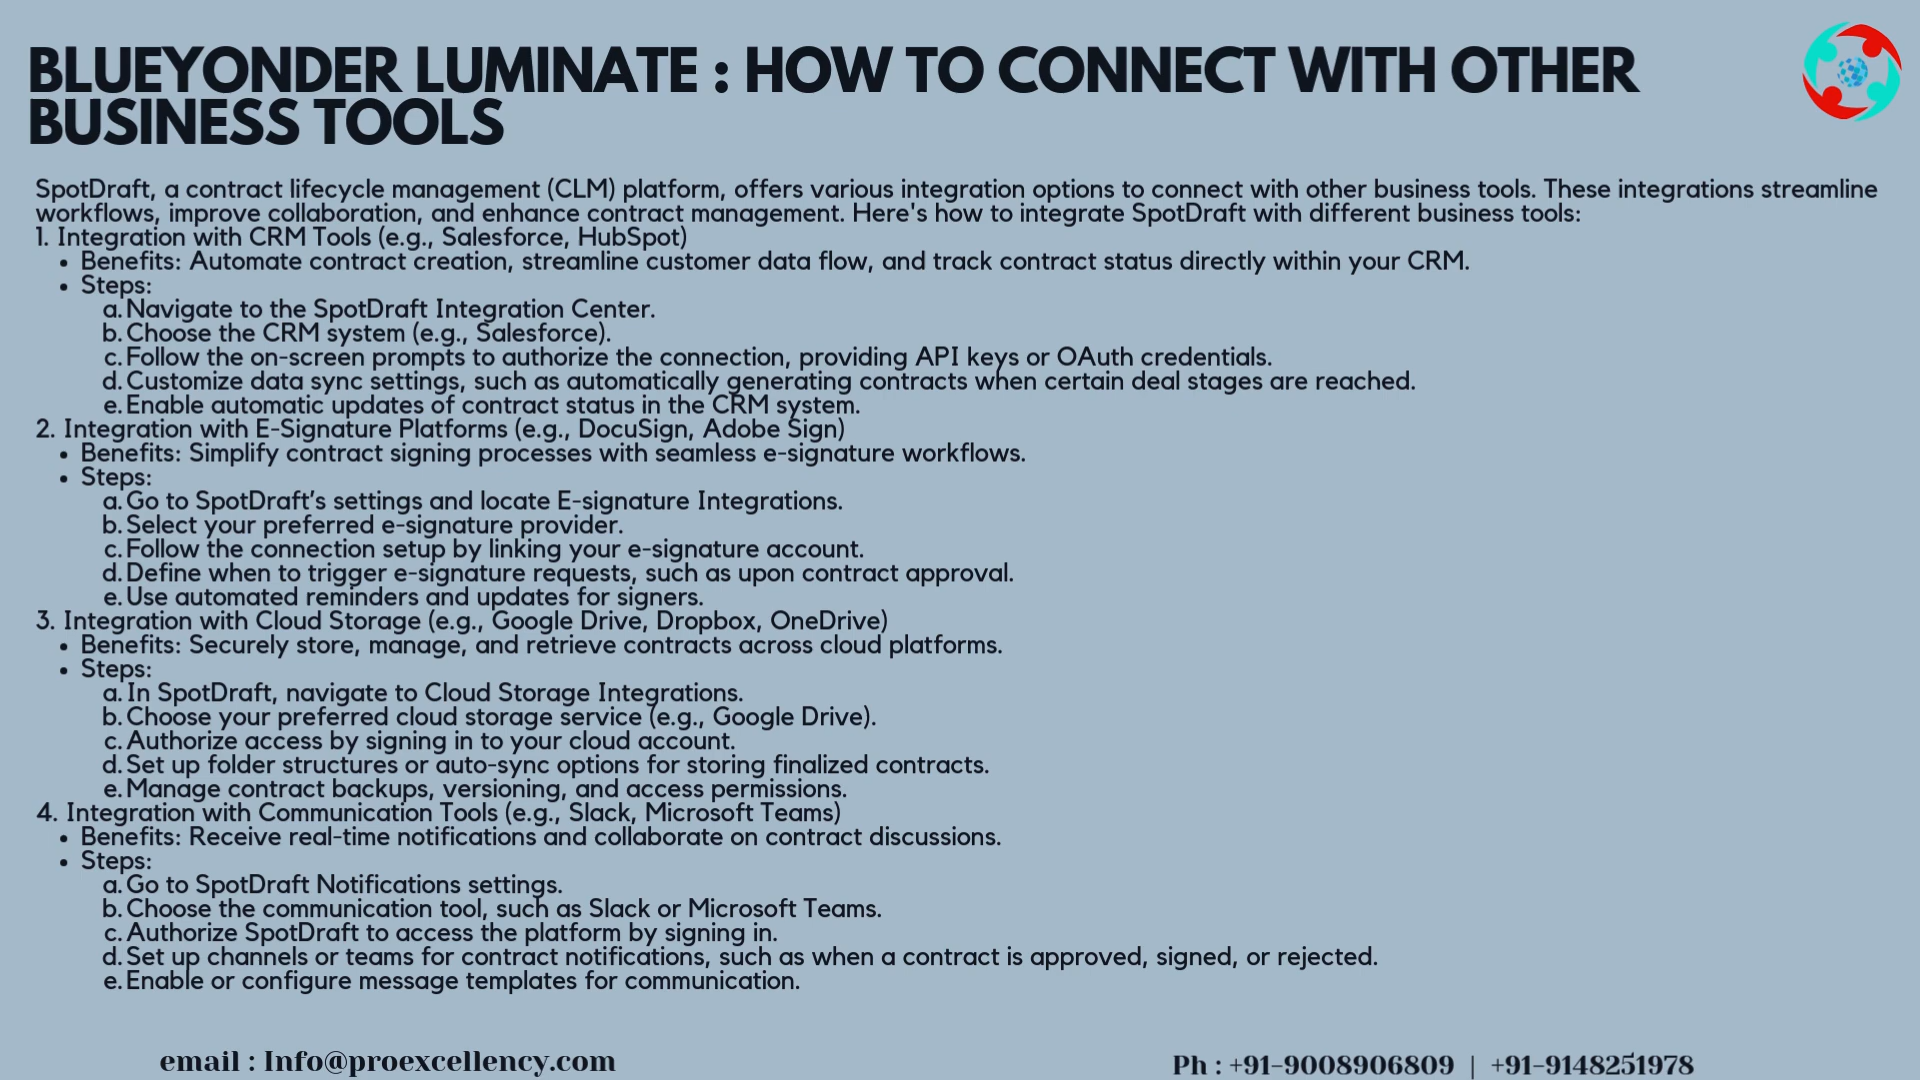 BLUEYONDER LUMINATE : HOW TO CONNECT WITH OTHER
BUSINESS TOOLS
SpotDraft, a contract lifecycle management (CLM) platform, offers various integration options to connect with other business tools. These integrations streamline
workflows, improve collaboration, and enhance contract management. Here's how to integrate SpotDraft with different business tools:
1. Integration with CRM Tools (e.g., Salesforce, HubSpot)
• Benefits: Automate contract creation, streamline customer data flow, and track contract status directly within your CRM.
• Steps:
a. Navigate to the SpotDraft Integration Center.
b. Choose the CRM system (e.g., Salesforce).
c. Follow the on-screen prompts to authorize the connection, providing API keys or OAuth credentials.
d. Customize data sync settings, such as automatically generating contracts when certain deal stages are reached.
e. Enable automatic updates of contract status in the CRM system.
2. Integration with E-Signature Platforms (e.g., DocuSign, Adobe Sign)
• Benefits: Simplify contract signing processes with seamless e-signature workflows.
• Steps:
a. Go to SpotDraft’s settings and locate E-signature Integrations.
b. Select your preferred e-signature provider.
c. Follow the connection setup by linking your e-signature account.
d. Define when to trigger e-signature requests, such as upon contract approval.
e. Use automated reminders and updates for signers.
3. Integration with Cloud Storage (e.g., Google Drive, Dropbox, OneDrive)
• Benefits: Securely store, manage, and retrieve contracts across cloud platforms.
• Steps:
a. In SpotDraft, navigate to Cloud Storage Integrations.
b. Choose your preferred cloud storage service (e.g., Google Drive).
c. Authorize access by signing in to your cloud account.
d. Set up folder structures or auto-sync options for storing finalized contracts.
e. Manage contract backups, versioning, and access permissions.
4. Integration with Communication Tools (e.g., Slack, Microsoft Teams)
• Benefits: Receive real-time notifications and collaborate on contract discussions.
• Steps:
a. Go to SpotDraft Notifications settings.
b. Choose the communication tool, such as Slack or Microsoft Teams.
c. Authorize SpotDraft to access the platform by signing in.
d. Set up channels or teams for contract notifications, such as when a contract is approved, signed, or rejected.
e. Enable or configure message templates for communication.
email : Info@proexcellency.com
Ph : +91-9008906809 | +91-9148251978